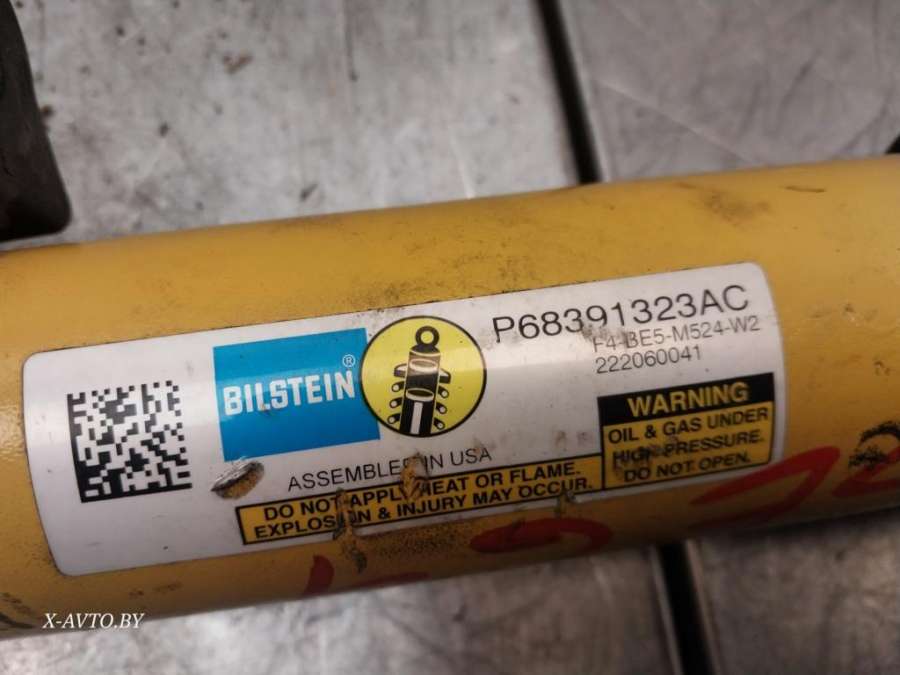 P68391323AC
F4-BE5-M524-W2
222060041
BILSTEIN®
ASSEMBLED IN USA
WARNING
OIL & GAS UNDER
HIGH PRESSURE.
DO NOT OPEN.
DO NOT APPLY HEAT OR FLAME.
EXPLOSION & INJURY MAY OCCUR.
X-AVTO.BY